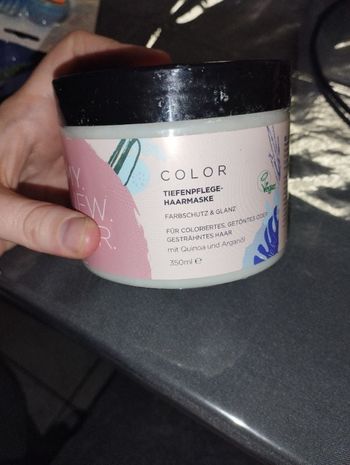 COLOR
TIEFENPFLEGE-
HAARMASKE
FARBSCHUTZ & GLANZ
FÜR COLORIERTES, GETÖNTES ODER
GESTRÄHNTES HAAR
mit Quinoa und Arganöl
350ml ℮
Vegan